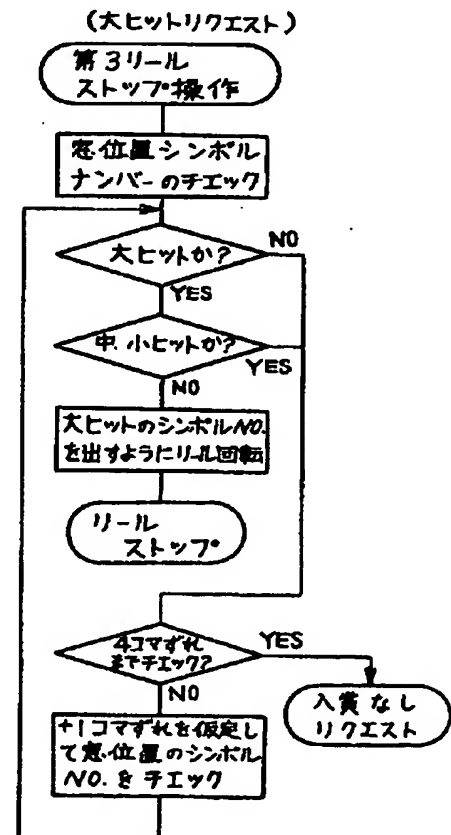 (大ヒットリクエスト)
第3リール
ストップ操作
窓位置シンボル
ナンバーのチエック
大ヒットか?
NO
YES
中.小ヒットか?
YES
NO
大ヒットのシンボルNO.
を出すようにリール回転
リール
ストップ
4コマずれ
までチエック?
YES
NO
入賞なし
リクエスト
+1コマずれを仮定し
て窓位置のシンボル
NO.をチエック